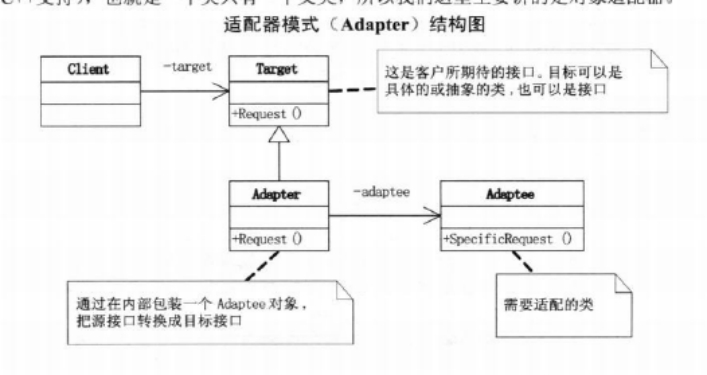 适配器模式（Adapter）结构图
Client
-target
Target
+Request ()
这是客户所期待的接口。目标可以是
具体的或抽象的类，也可以是接口
Adapter
+Request ()
-adaptee
Adaptee
+SpecificRequest ()
通过在内部包装一个 Adaptee 对象，
把源接口转换成目标接口
需要适配的类